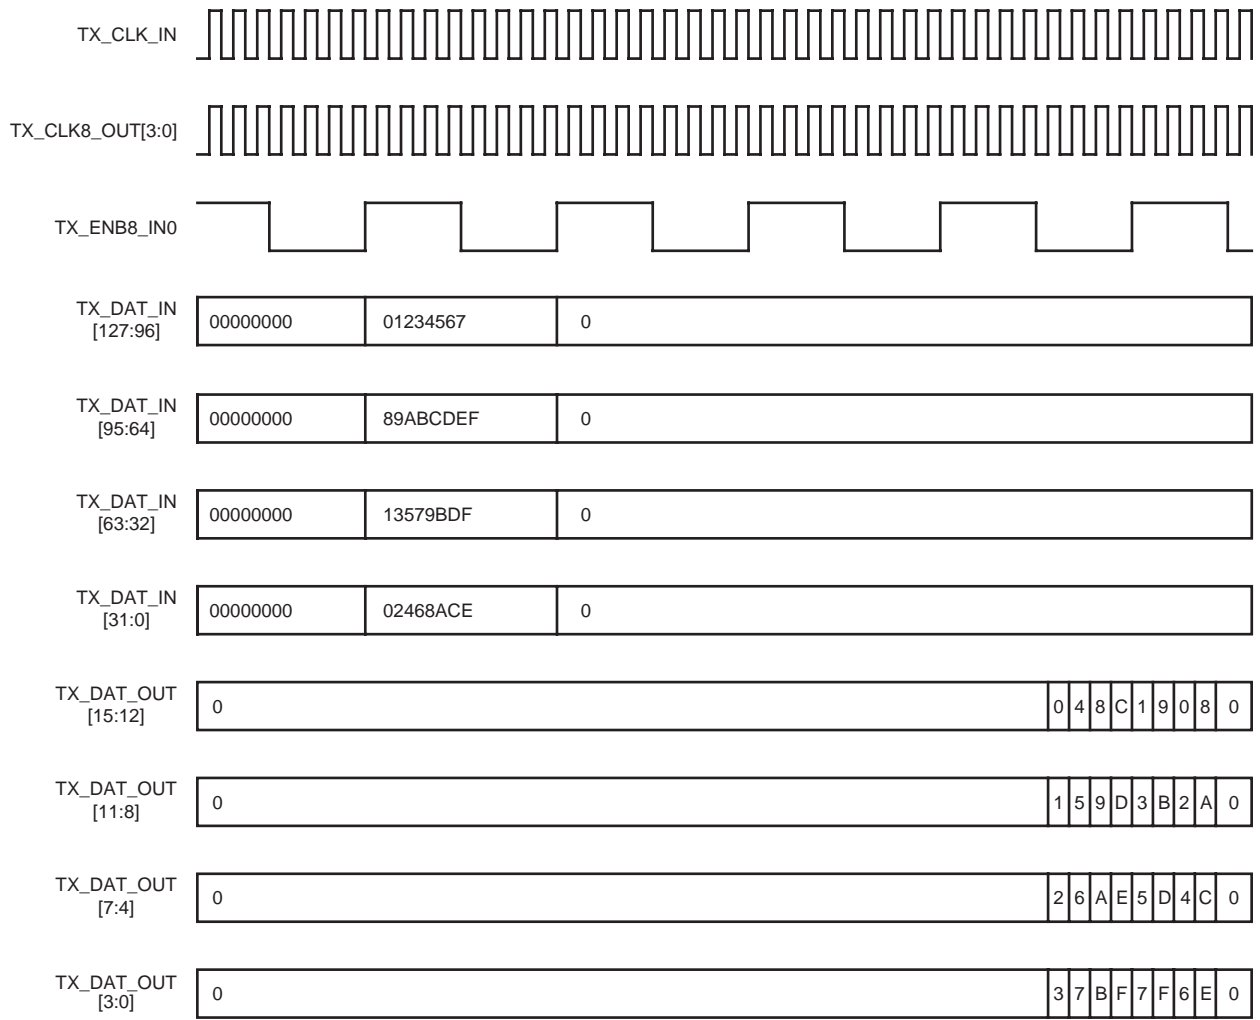 TX_CLK_IN
TX_CLK8_OUT[3:0]
TX_ENB8_IN0
TX_DAT_IN
[127:96]
00000000 01234567 0
TX_DAT_IN
[95:64]
00000000 89ABCDEF 0
TX_DAT_IN
[63:32]
00000000 13579BDF 0
TX_DAT_IN
[31:0]
00000000 02468ACE 0
TX_DAT_OUT
[15:12]
0 0 4 8 C 1 9 0 8 0
TX_DAT_OUT
[11:8]
0 1 5 9 D 3 B 2 A 0
TX_DAT_OUT
[7:4]
0 2 6 A E 5 D 4 C 0
TX_DAT_OUT
[3:0]
0 3 7 B F 7 F 6 E 0